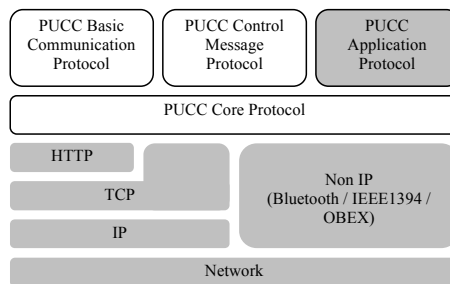 PUCC Basic
Communication
Protocol
PUCC Control
Message
Protocol
PUCC
Application
Protocol
PUCC Core Protocol
HTTP
TCP
IP
Non IP
(Bluetooth / IEEE1394 /
OBEX)
Network